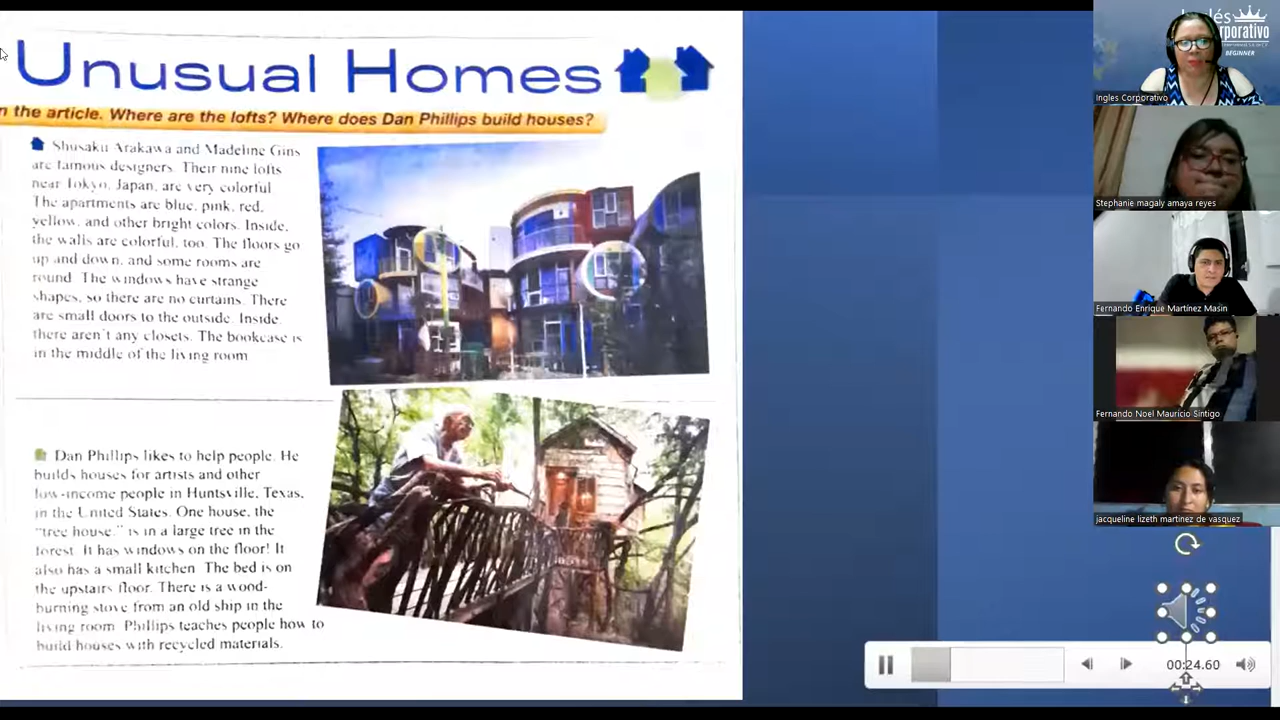 Unusual Homes
n the article. Where are the lofts? Where does Dan Phillips build houses?
Shusaku Arakawa and Madeline Gins
are famous designers. Their nine lofts
near Tokyo, Japan, are very colorful
The apartments are blue, pink, red,
yellow, and other bright colors. Inside,
the walls are colorful, too. The floors go
up and down, and some rooms are
round. The windows have strange
shapes, so there are no curtains. There
are small doors to the outside. Inside,
there aren't any closets. The bookcase is
in the middle of the living room
Dan Phillips likes to help people. He
builds houses for artists and other
low-income people in Huntsville, Texas,
in the United States. One house, the
"tree house," is in a large tree in the
forest. It has windows on the floor! It
also has a small kitchen. The bed is on
the upstairs floor. There is a wood-
burning stove from an old ship in the
living room. Phillips teaches people how to
build houses with recycled materials.
Inglés
rporativo
BEGINNER
Ingles Corporativo
Stephanie magaly amaya reyes
Fernando Enrique Martínez Masin
Fernando Noel Mauricio Sintigo
jacqueline lizeth martinez de vasquez
00:24.60